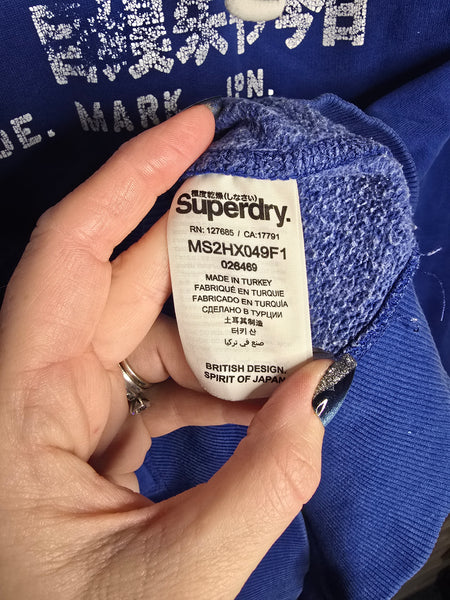 DE. MARK. JPN.
極度乾燥(しなさい)
Superdry.
RN: 127685 / CA:17791
MS2HX049F1
026469
MADE IN TURKEY
FABRIQUÉ EN TURQUIE
FABRICADO EN TURQUÍA
СДЕЛАНО В ТУРЦИИ
土耳其制造
터키 산
صنع في تركيا
BRITISH DESIGN.
SPIRIT OF JAPAN.